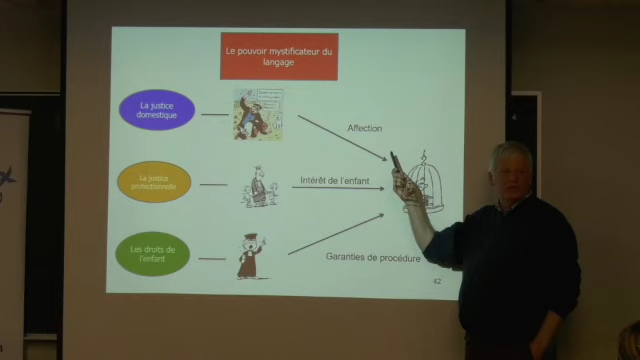 Le pouvoir mystificateur du
langage
La justice
domestique
Affection
La justice
protectionnelle
Intérêt de l'enfant
Les droits de
l'enfant
Garanties de procédure
42